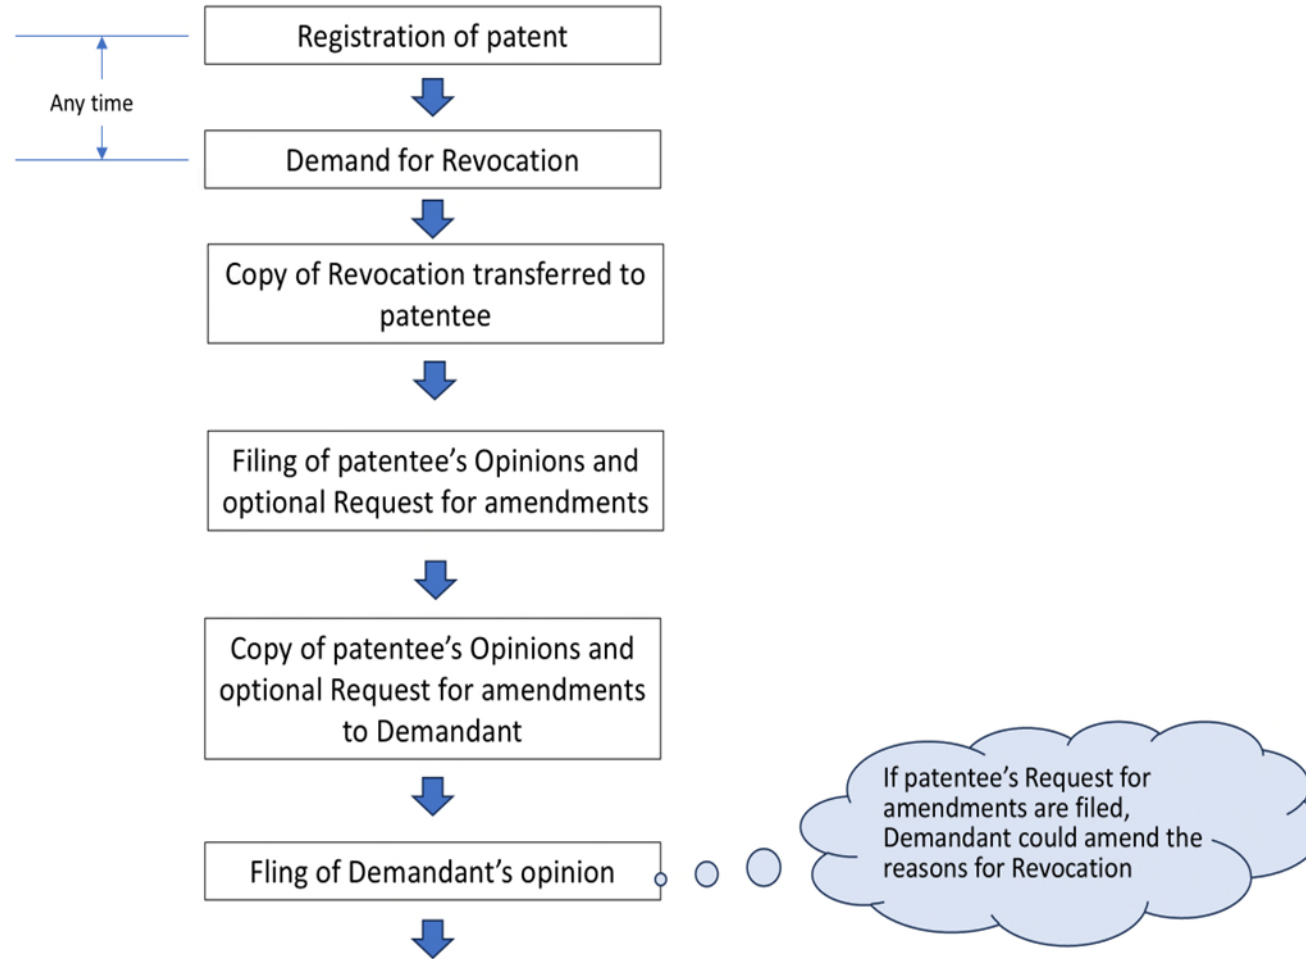 Registration of patent
Any time
Demand for Revocation
Copy of Revocation transferred to
patentee
Filing of patentee's Opinions and
optional Request for amendments
Copy of patentee's Opinions and
optional Request for amendments
to Demandant
If patentee's Request for
amendments are filed,
Demandant could amend the
reasons for Revocation
Fling of Demandant's opinion